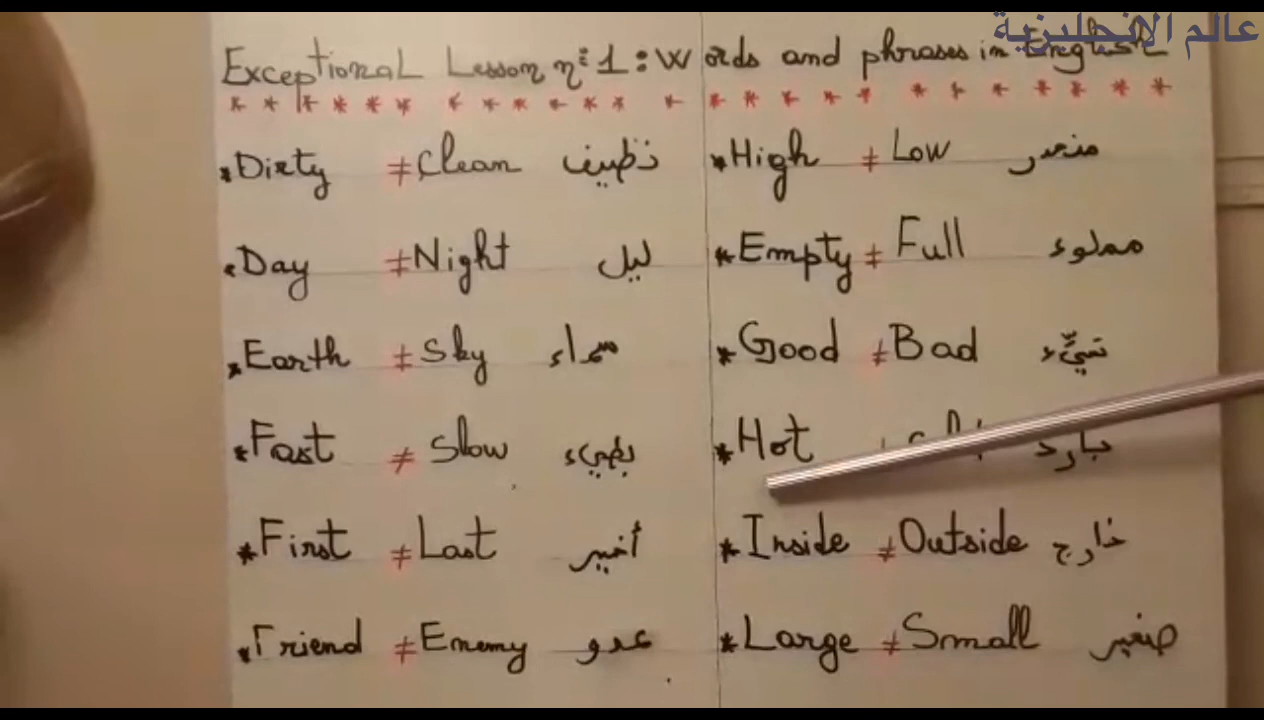 عالم الانجليزية
Exceptional Lesson n: 1 : Words and phrases in English
* * * * * * * * * * * * * * * * * * * * * * * * * *
*Dirty ≠ Clean نظيف
*Day ≠ Night ليل
*Earth ≠ Sky سماء
*Fast ≠ Slow بطيء
*First ≠ Last أخير
*Friend ≠ Enemy عدو
*High ≠ Low منحدر
*Empty ≠ Full مملوء
*Good ≠ Bad سيّء
*Hot ≠ بارد
*Inside ≠ Outside خارج
*Large ≠ Small صغير